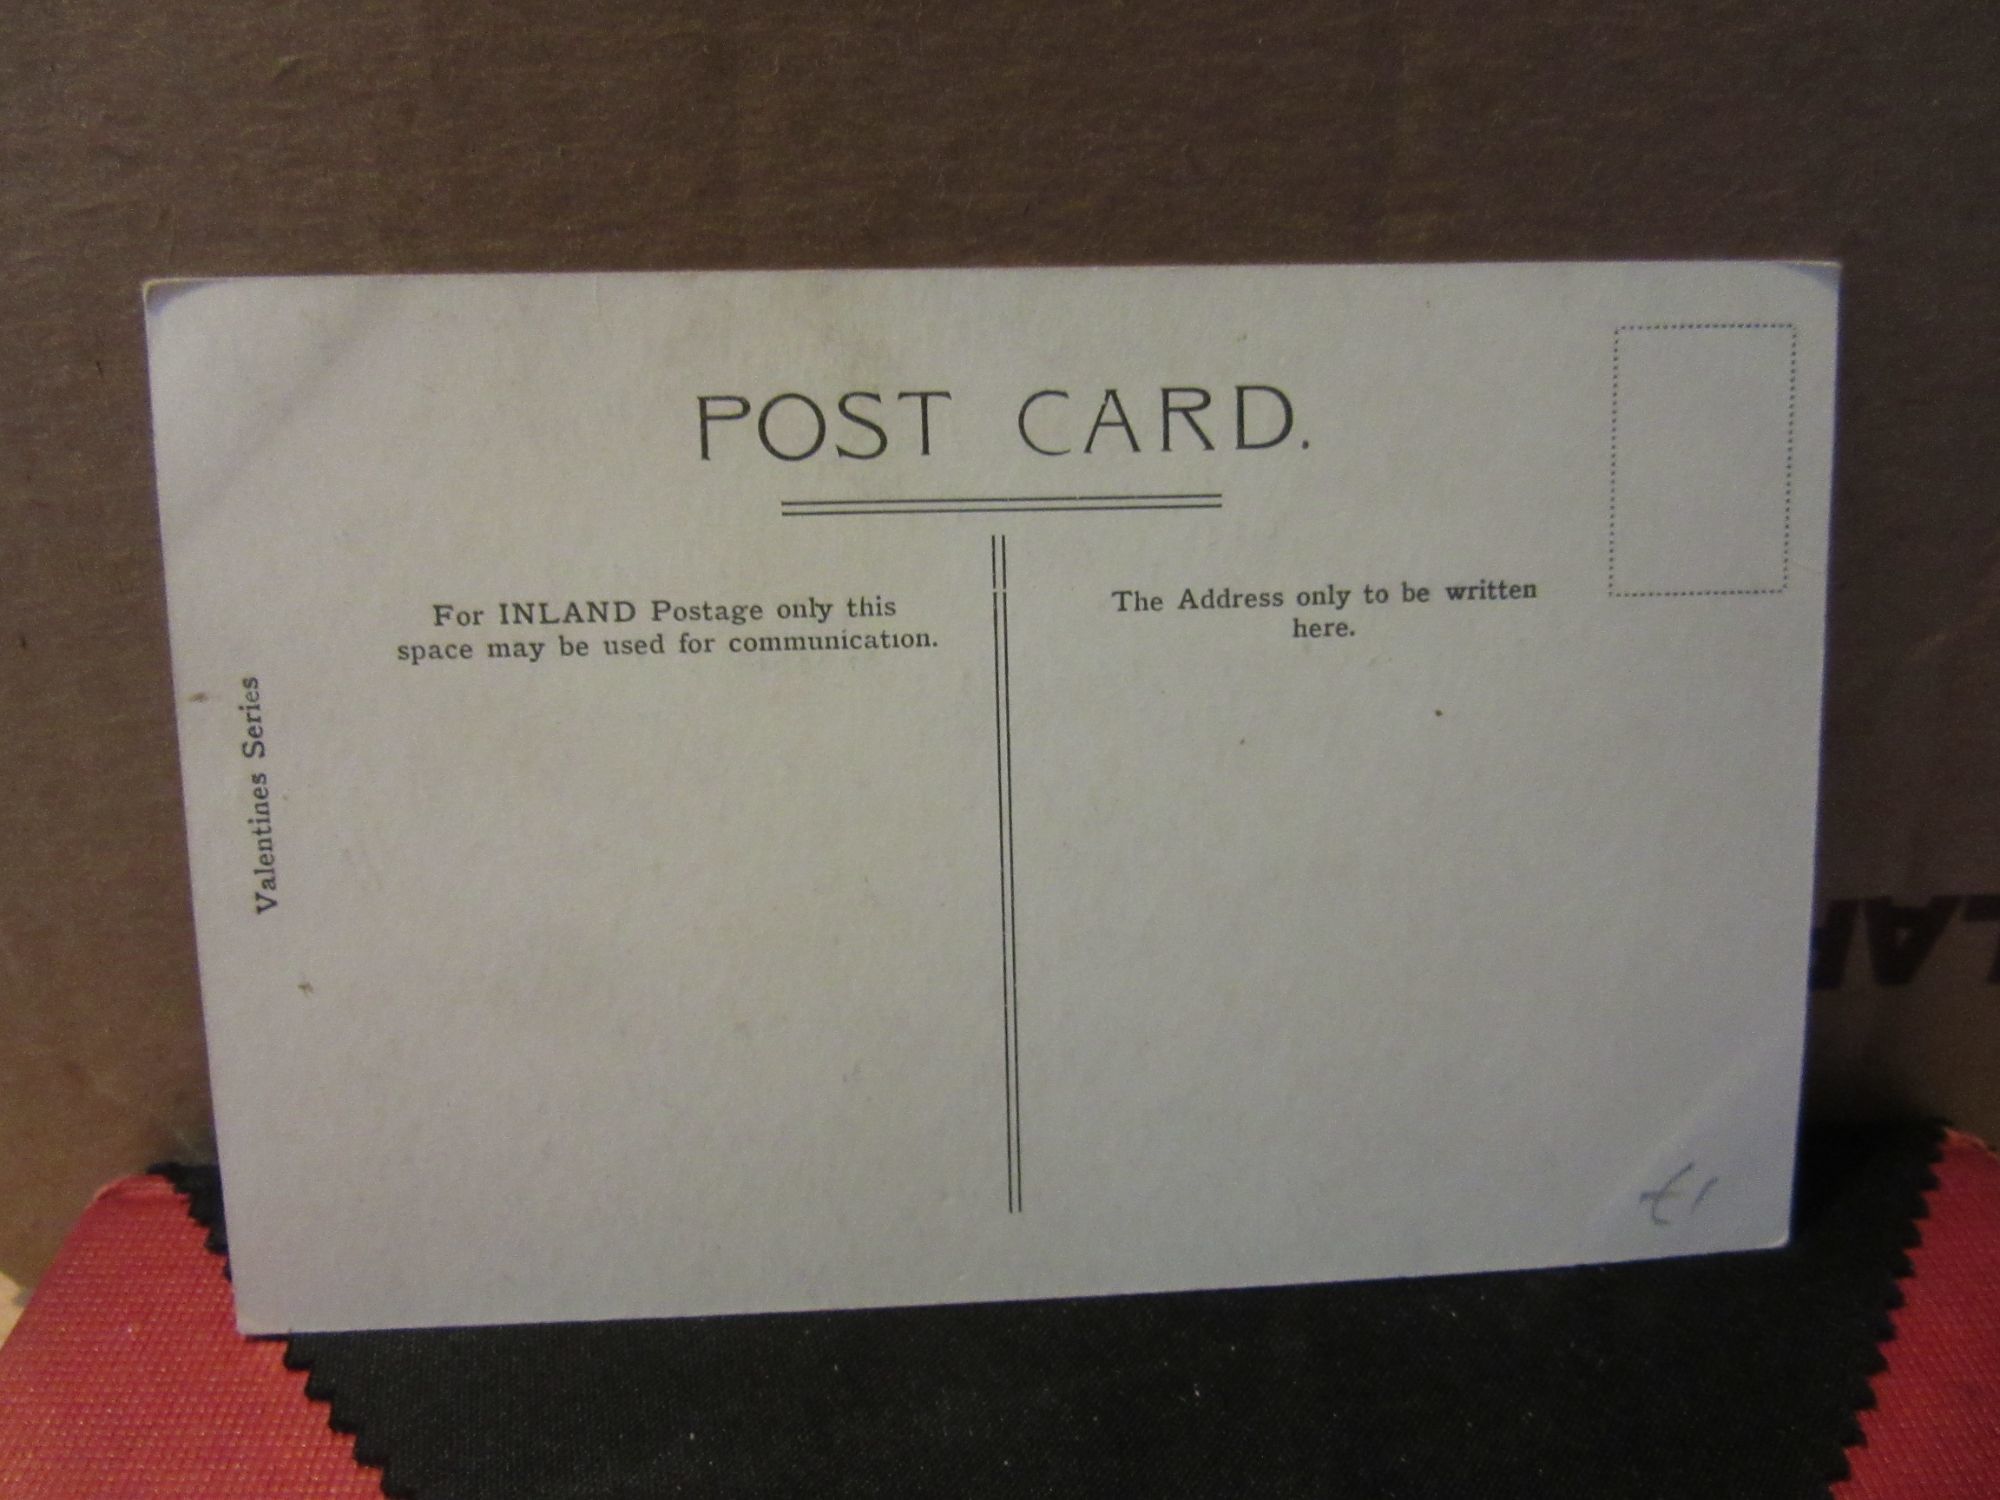 POST CARD.
For INLAND Postage only this
space may be used for communication.
The Address only to be written
here.
Valentines Series
£1